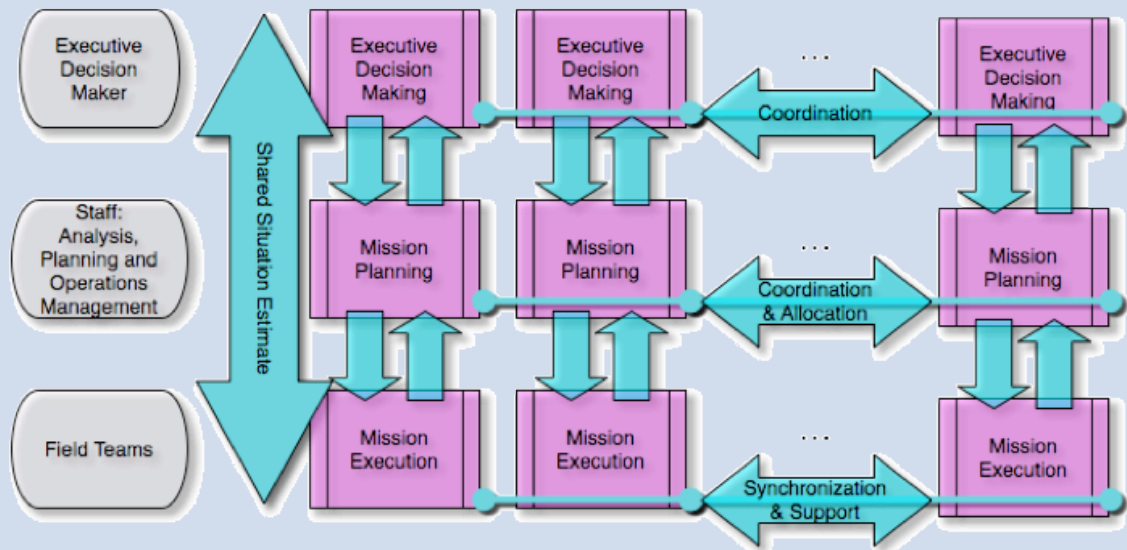 Executive
Decision
Maker
Executive
Decision
Making
Executive
Decision
Making
...
Coordination
Executive
Decision
Making
Shared Situation Estimate
Staff:
Analysis,
Planning and
Operations
Management
Mission
Planning
Mission
Planning
...
Coordination
& Allocation
Mission
Planning
Field Teams
Mission
Execution
Mission
Execution
...
Synchronization
& Support
Mission
Execution